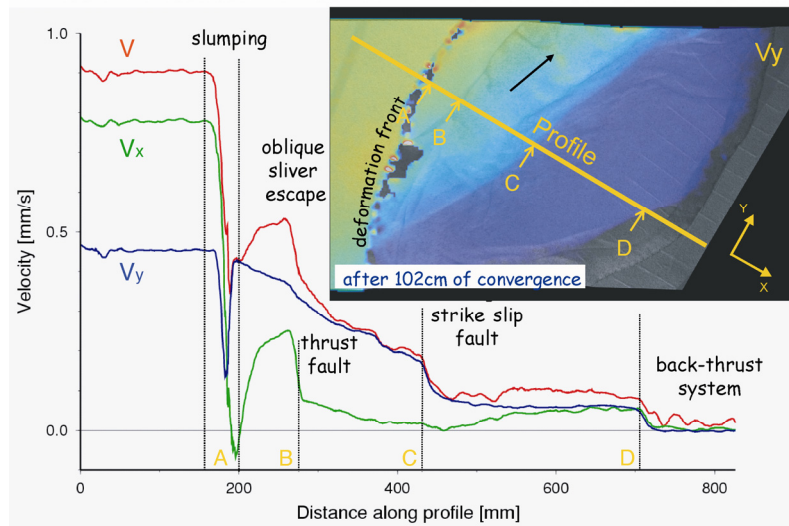 1.0
0.5
0.0
Velocity [mm/s]
V
Vx
Vy
slumping
oblique
sliver
escape
thrust
fault
strike slip
fault
back-thrust
system
A
B
C
D
0
200
400
600
800
Distance along profile [mm]
Vy
deformation front
B
Profile
C
D
Y
X
after 102cm of convergence